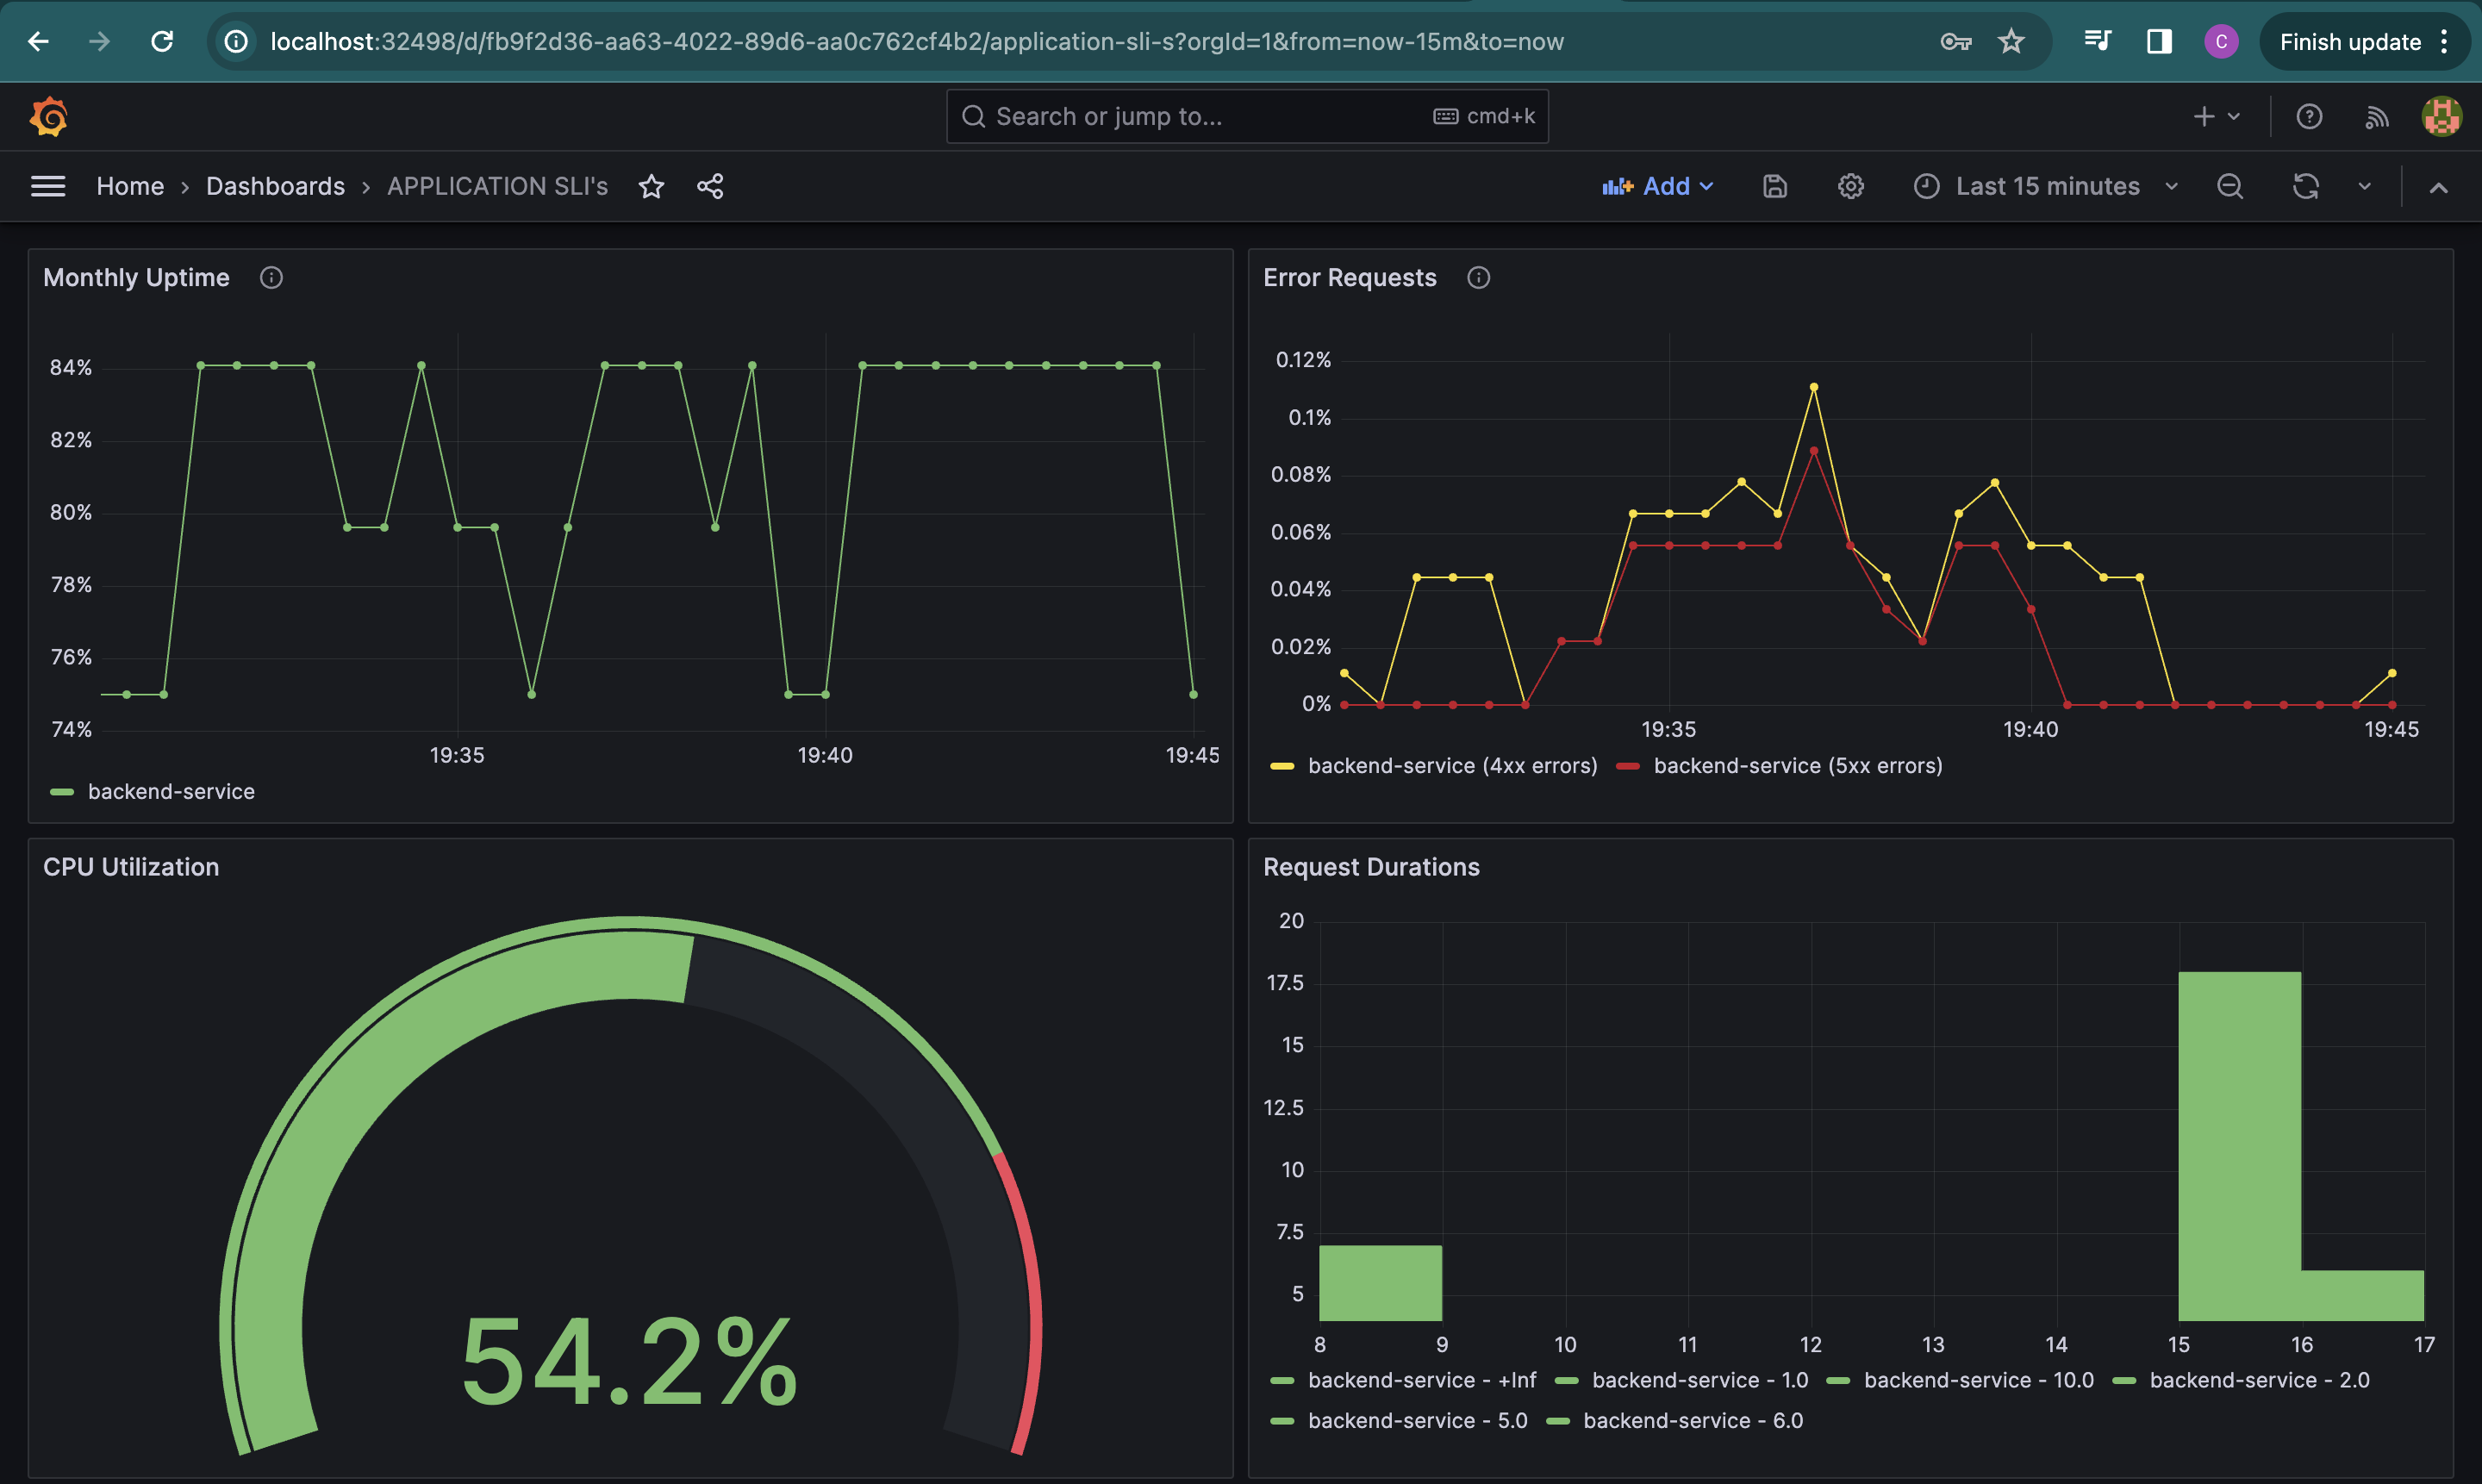 localhost:32498/d/fb9f2d36-aa63-4022-89d6-aa0c762cf4b2/application-sli-s?orgId=1&from=now-15m&to=now
C
Finish update
Search or jump to...
cmd+k
Home › Dashboards › APPLICATION SLI's
Add
Last 15 minutes
Monthly Uptime
84%
82%
80%
78%
76%
74%
19:35 19:40 19:45
backend-service
Error Requests
0.12%
0.1%
0.08%
0.06%
0.04%
0.02%
0%
19:35 19:40 19:45
backend-service (4xx errors) backend-service (5xx errors)
CPU Utilization
54.2%
Request Durations
20
17.5
15
12.5
10
7.5
5
8 9 10 11 12 13 14 15 16 17
backend-service - +Inf backend-service - 1.0 backend-service - 10.0 backend-service - 2.0
backend-service - 5.0 backend-service - 6.0